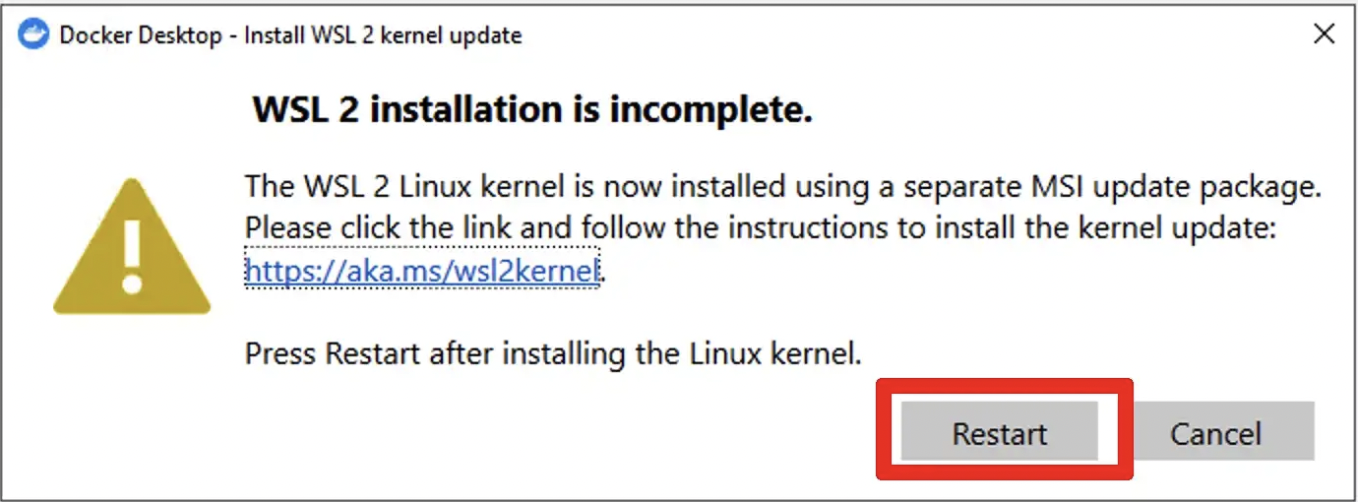 Docker Desktop - Install WSL 2 kernel update
WSL 2 installation is incomplete.
The WSL 2 Linux kernel is now installed using a separate MSI update package.
Please click the link and follow the instructions to install the kernel update:
https://aka.ms/wsl2kernel.
Press Restart after installing the Linux kernel.
Restart Cancel